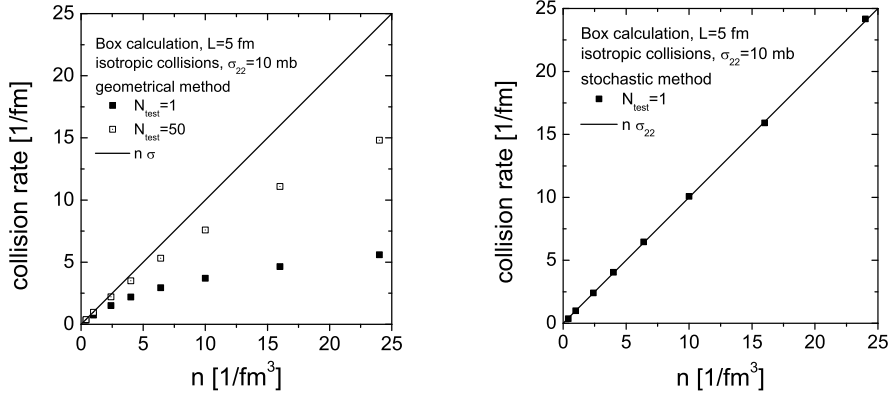 Box calculation, L=5 fm
isotropic collisions, σ22=10 mb
geometrical method
Ntest=1
Ntest=50
n σ
25
20
15
10
5
0
0 5 10 15 20 25
collision rate [1/fm]
n [1/fm³]
Box calculation, L=5 fm
isotropic collisions, σ22=10 mb
stochastic method
Ntest=1
n σ22
25
20
15
10
5
0
0 5 10 15 20 25
collision rate [1/fm]
n [1/fm³]